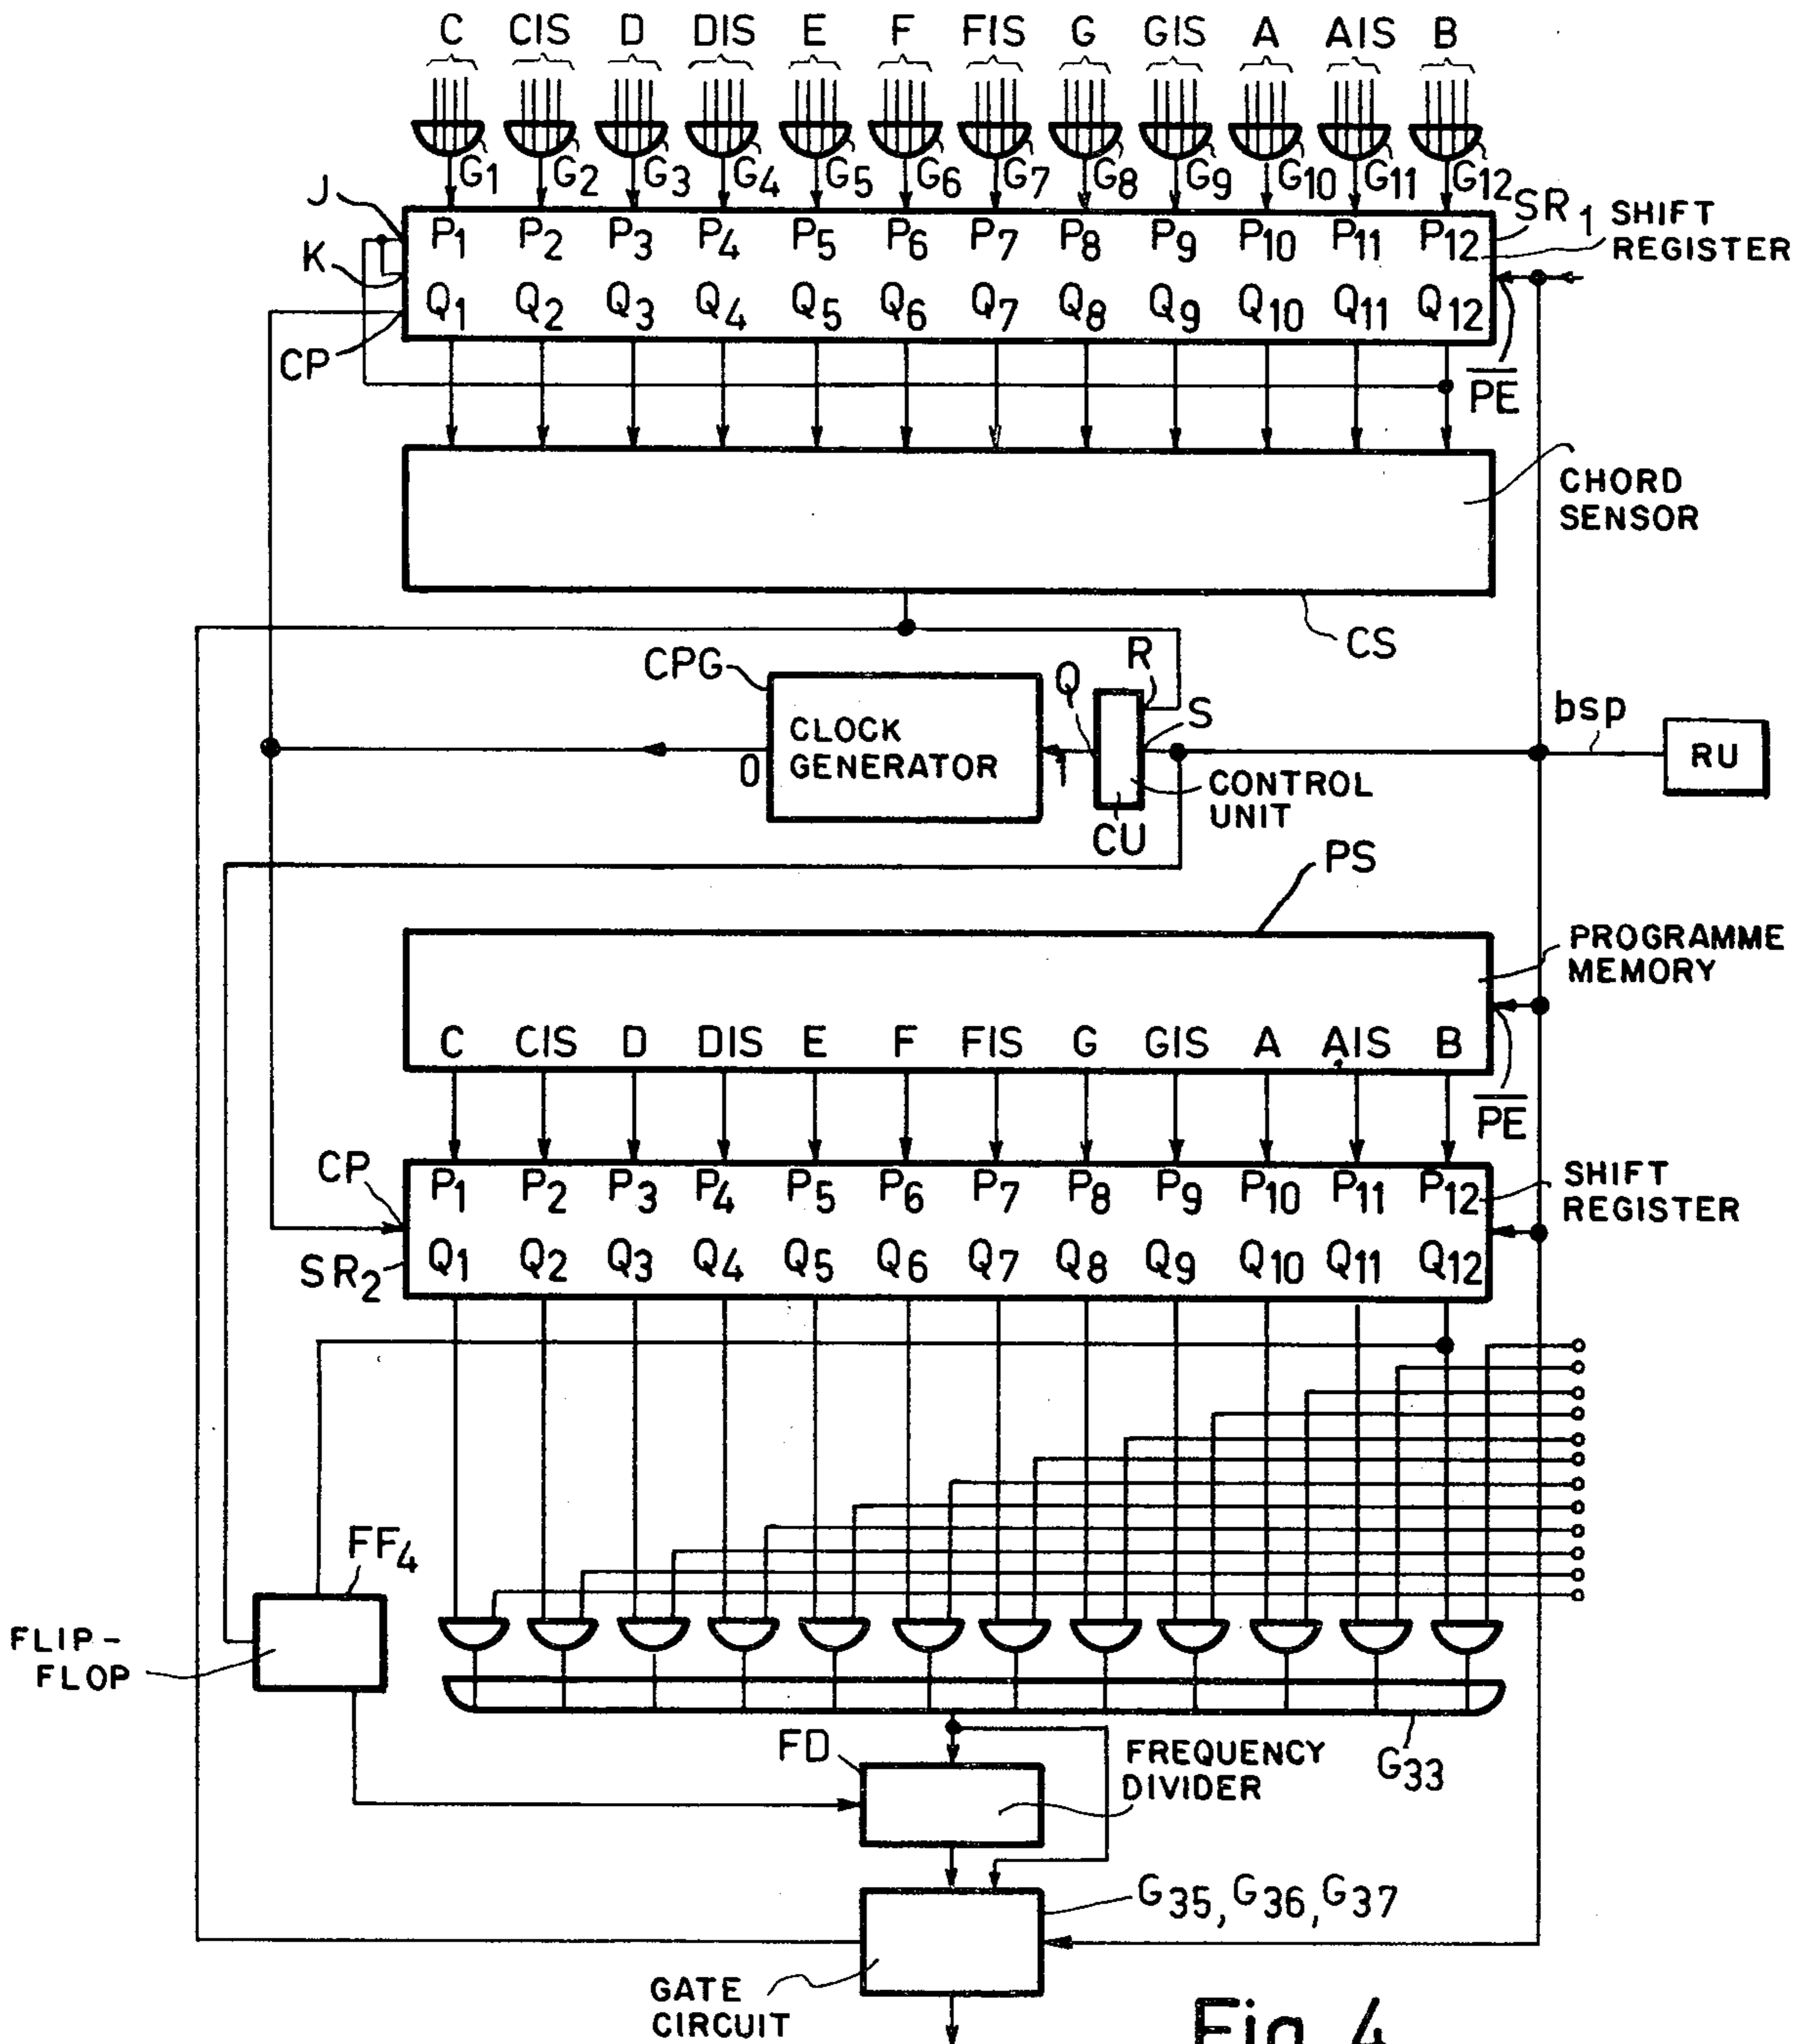 C CIS D DIS E F FIS G GIS A AIS B
G1 G2 G3 G4 G5 G6 G7 G8 G9 G10 G11 G12
J
SR1 SHIFT
REGISTER
P1 P2 P3 P4 P5 P6 P7 P8 P9 P10 P11 P12
K
Q1 Q2 Q3 Q4 Q5 Q6 Q7 Q8 Q9 Q10 Q11 Q12
CP
P̅E̅
CHORD
SENSOR
CS
CPG
Q
R
S
bsp
CLOCK
GENERATOR
0
1
RU
CONTROL
UNIT
CU
PS
PROGRAMME
MEMORY
C CIS D DIS E F FIS G GIS A AIS B
P̅E̅
CP
P1 P2 P3 P4 P5 P6 P7 P8 P9 P10 P11 P12
SHIFT
REGISTER
SR2
Q1 Q2 Q3 Q4 Q5 Q6 Q7 Q8 Q9 Q10 Q11 Q12
FF4
FLIP-
FLOP
FD
FREQUENCY
DIVIDER
G33
G35, G36, G37
GATE
CIRCUIT
Fig. 4